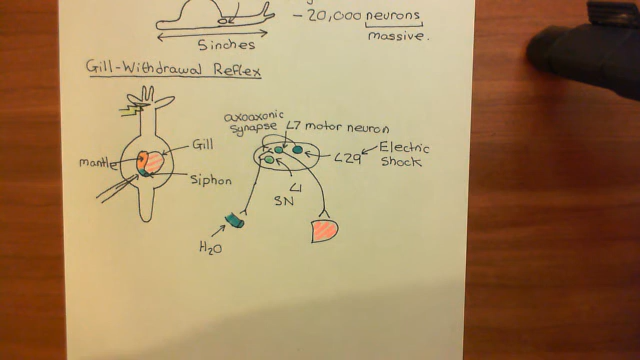 - 20,000 neurons
massive.
5 inches
Gill-Withdrawal Reflex
axoaxonic
synapse
L7 motor neuron
Gill
mantle
Siphon
L29
Electric
Shock
SN
H2O